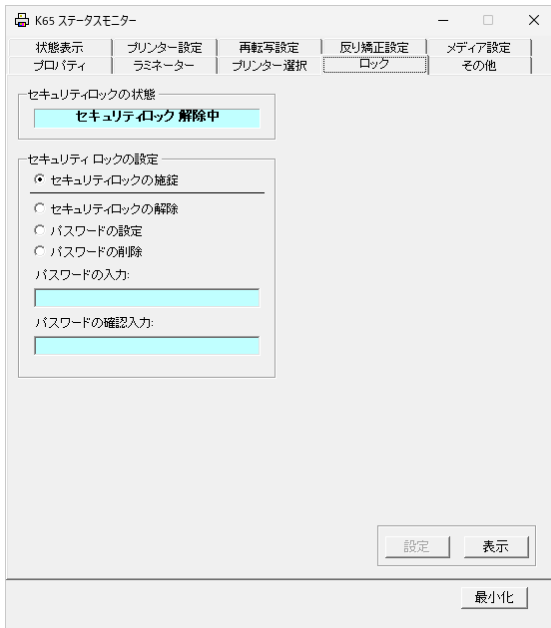 K65 ステータスモニター
状態表示 プリンター設定 再転写設定 反り矯正設定 メディア設定
プロパティ ラミネーター プリンター選択 ロック その他
セキュリティロックの状態
セキュリティロック 解除中
セキュリティ ロックの設定
セキュリティロックの施錠
セキュリティロックの解除
パスワードの設定
パスワードの削除
パスワードの入力:
パスワードの確認入力:
設定 表示
最小化